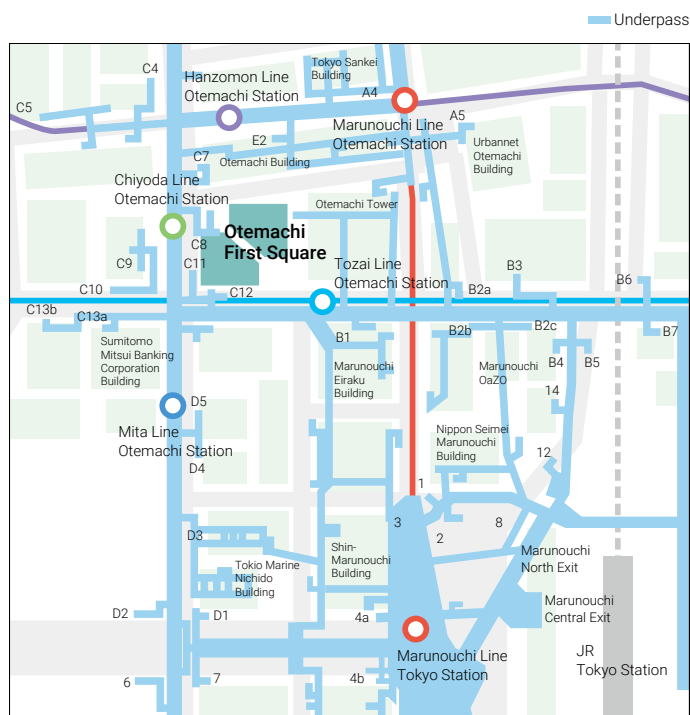 Underpass
C4
Hanzomon Line
Otemachi Station
Tokyo Sankei
Building
A4
C5
Marunouchi Line
Otemachi Station
A5
E2
Urbannet
Otemachi
Building
C7
Otemachi Building
Chiyoda Line
Otemachi Station
Otemachi Tower
Otemachi
First Square
C8
C9
C11
Tozai Line
Otemachi Station
B3
B6
C10
C12
B2a
C13b
C13a
B1
B2b
B2c
B7
Sumitomo
Mitsui Banking
Corporation
Building
Marunouchi
Eiraku
Building
Marunouchi
OaZO
B4
B5
14
D5
Mita Line
Otemachi Station
Nippon Seimei
Marunouchi
Building
12
D4
1
3
2
8
D3
Shin-
Marunouchi
Building
Marunouchi
North Exit
Tokio Marine
Nichido
Building
Marunouchi
Central Exit
D2
D1
4a
JR
Tokyo Station
Marunouchi Line
Tokyo Station
6
7
4b